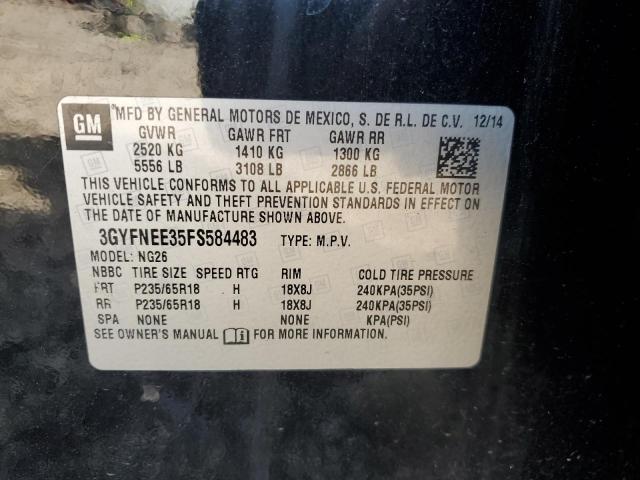 GM
MFD BY GENERAL MOTORS DE MEXICO, S. DE R.L. DE C.V. 12/14
GVWR GAWR FRT GAWR RR
2520 KG 1410 KG 1300 KG
5556 LB 3108 LB 2866 LB
THIS VEHICLE CONFORMS TO ALL APPLICABLE U.S. FEDERAL MOTOR
VEHICLE SAFETY AND THEFT PREVENTION STANDARDS IN EFFECT ON
THE DATE OF MANUFACTURE SHOWN ABOVE.
3GYFNEE35FS584483 TYPE: M.P.V.
MODEL: NG26
NBBC TIRE SIZE SPEED RTG RIM COLD TIRE PRESSURE
FRT P235/65R18 H 18X8J 240KPA(35PSI)
RR P235/65R18 H 18X8J 240KPA(35PSI)
SPA NONE NONE KPA(PSI)
SEE OWNER'S MANUAL FOR MORE INFORMATION.